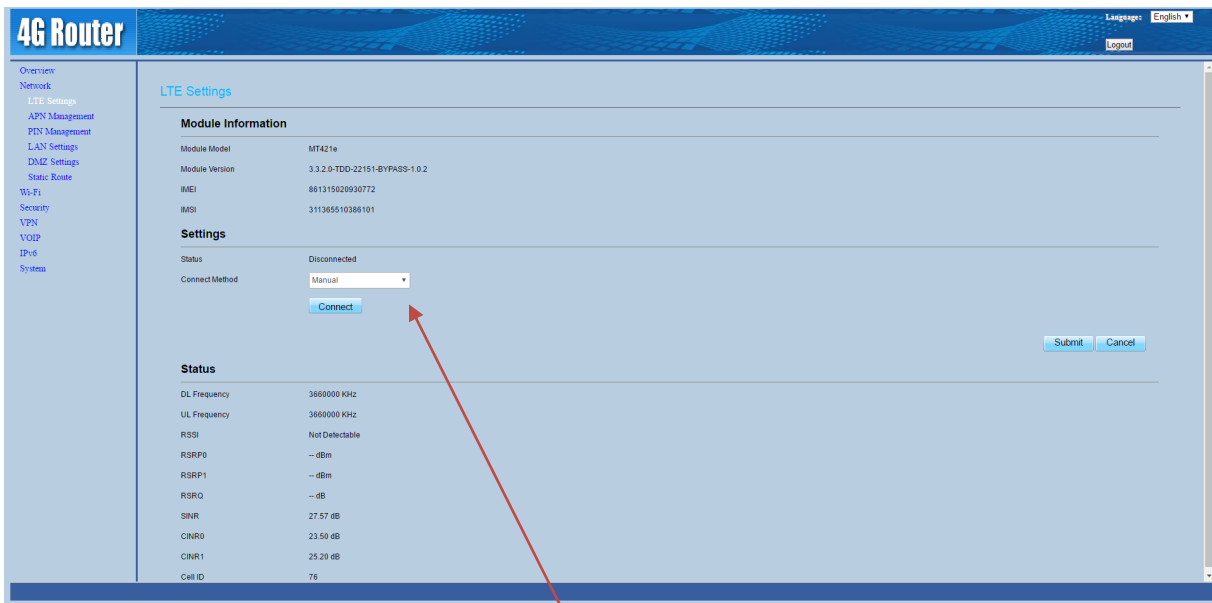 4G Router
Language: English
Logout
Overview
Network
LTE Settings
APN Management
PIN Management
LAN Settings
DMZ Settings
Static Route
Wi-Fi
Security
VPN
VOIP
IPv6
System
LTE Settings
Module Information
Module Model MT421e
Module Version 3.3.2.0-TDD-22151-BYPASS-1.0.2
IMEI 861315020930772
IMSI 311365510386101
Settings
Status Disconnected
Connect Method Manual
Connect
Submit Cancel
Status
DL Frequency 3660000 KHz
UL Frequency 3660000 KHz
RSSI Not Detectable
RSRP0 -- dBm
RSRP1 -- dBm
RSRQ -- dB
SINR 27.57 dB
CINR0 23.50 dB
CINR1 25.20 dB
Cell ID 76